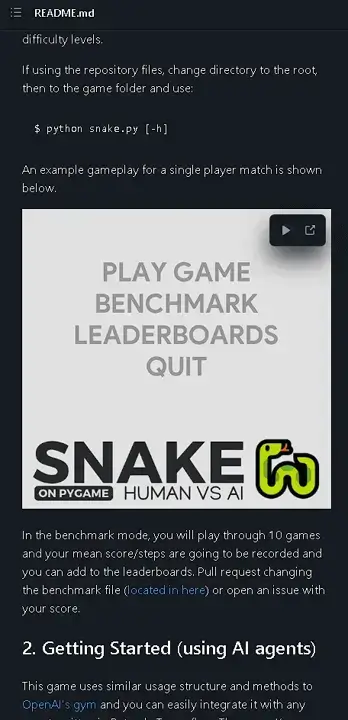 README.md
difficulty levels.
If using the repository files, change directory to the root,
then to the game folder and use:
$ python snake.py [-h]
An example gameplay for a single player match is shown
below.
PLAY GAME
BENCHMARK
LEADERBOARDS
QUIT
SNAKE
ON PYGAME
HUMAN VS AI
In the benchmark mode, you will play through 10 games
and your mean score/steps are going to be recorded and
you can add to the leaderboards. Pull request changing
the benchmark file (located in here) or open an issue with
your score.
2. Getting Started (using AI agents)
This game uses similar usage structure and methods to
OpenAI's gym and you can easily integrate it with any